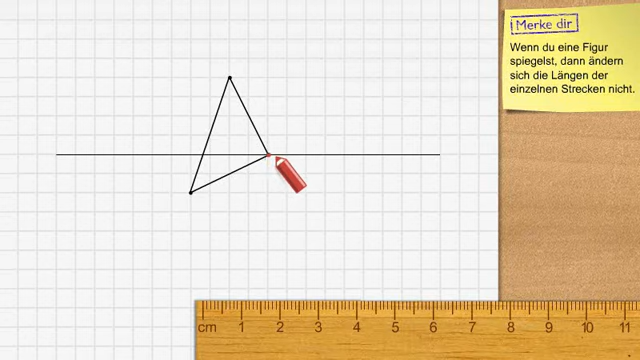 Merke dir
Wenn du eine Figur
spiegelst, dann ändern
sich die Längen der
einzelnen Strecken nicht.
cm 1 2 3 4 5 6 7 8 9 10 11